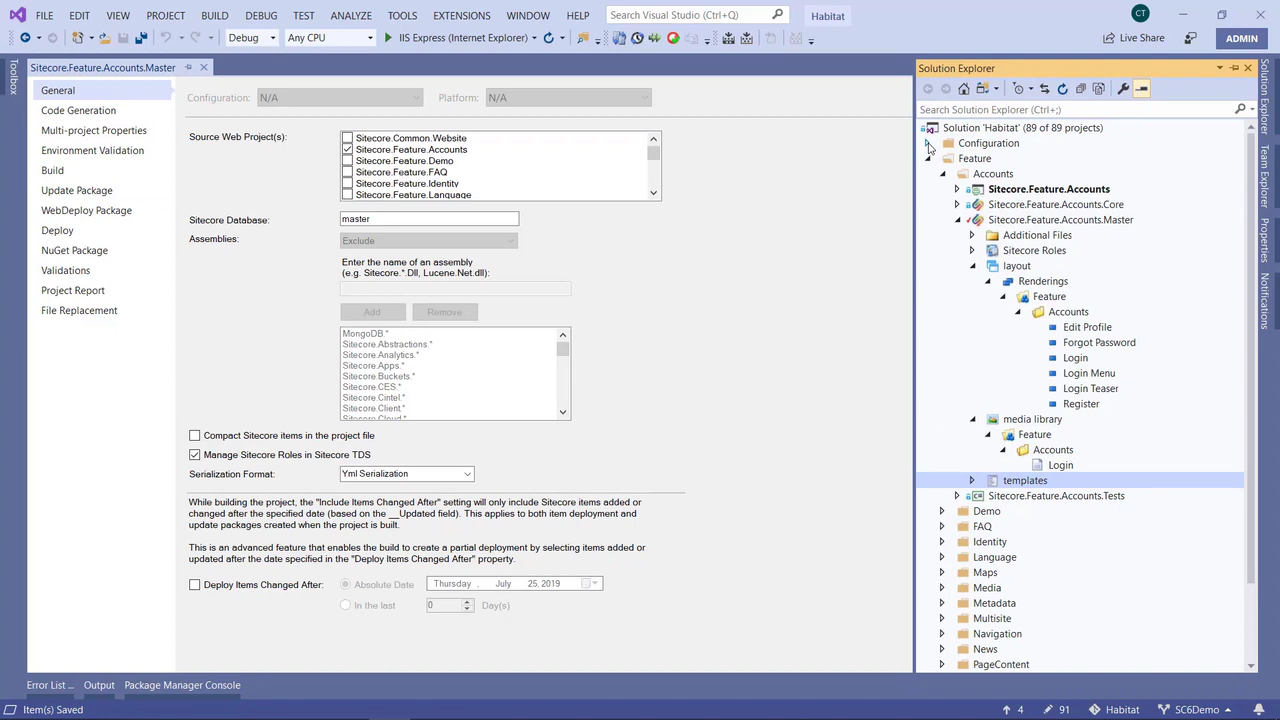 FILE EDIT VIEW PROJECT BUILD DEBUG TEST ANALYZE TOOLS EXTENSIONS WINDOW HELP Search Visual Studio (Ctrl+Q) Habitat CT
Debug Any CPU IIS Express (Internet Explorer) Live Share ADMIN
Toolbox
Sitecore.Feature.Accounts.Master
General
Code Generation
Multi-project Properties
Environment Validation
Build
Update Package
WebDeploy Package
Deploy
NuGet Package
Validations
Project Report
File Replacement
Configuration: N/A Platform: N/A
Source Web Project(s):
Sitecore.Common.Website
Sitecore.Feature.Accounts
Sitecore.Feature.Demo
Sitecore.Feature.FAQ
Sitecore.Feature.Identity
Sitecore.Feature.Language
Sitecore Database: master
Assemblies: Exclude
Enter the name of an assembly
(e.g. Sitecore.*.Dll, Lucene.Net.dll):
Add Remove
MongoDB.*
Sitecore.Abstractions.*
Sitecore.Analytics.*
Sitecore.Apps.*
Sitecore.Buckets.*
Sitecore.CES.*
Sitecore.Cintel.*
Sitecore.Client.*
Sitecore.Cloud.*
Compact Sitecore items in the project file
Manage Sitecore Roles in Sitecore TDS
Serialization Format: Yml Serialization
While building the project, the "Include Items Changed After" setting will only include Sitecore items added or
changed after the specified date (based on the __Updated field). This applies to both item deployment and
update packages created when the project is built.
This is an advanced feature that enables the build to create a partial deployment by selecting items added or
updated after the date specified in the "Deploy Items Changed After" property.
Deploy Items Changed After: Absolute Date Thursday , July 25, 2019
In the last 0 Day(s)
Solution Explorer
Search Solution Explorer (Ctrl+;)
Solution 'Habitat' (89 of 89 projects)
Configuration
Feature
Accounts
Sitecore.Feature.Accounts
Sitecore.Feature.Accounts.Core
Sitecore.Feature.Accounts.Master
Additional Files
Sitecore Roles
layout
Renderings
Feature
Accounts
Edit Profile
Forgot Password
Login
Login Menu
Login Teaser
Register
media library
Feature
Accounts
Login
templates
Sitecore.Feature.Accounts.Tests
Demo
FAQ
Identity
Language
Maps
Media
Metadata
Multisite
Navigation
News
PageContent
Solution Explorer
Team Explorer
Properties
Notifications
Error List ... Output Package Manager Console
Item(s) Saved 4 91 Habitat SC6Demo